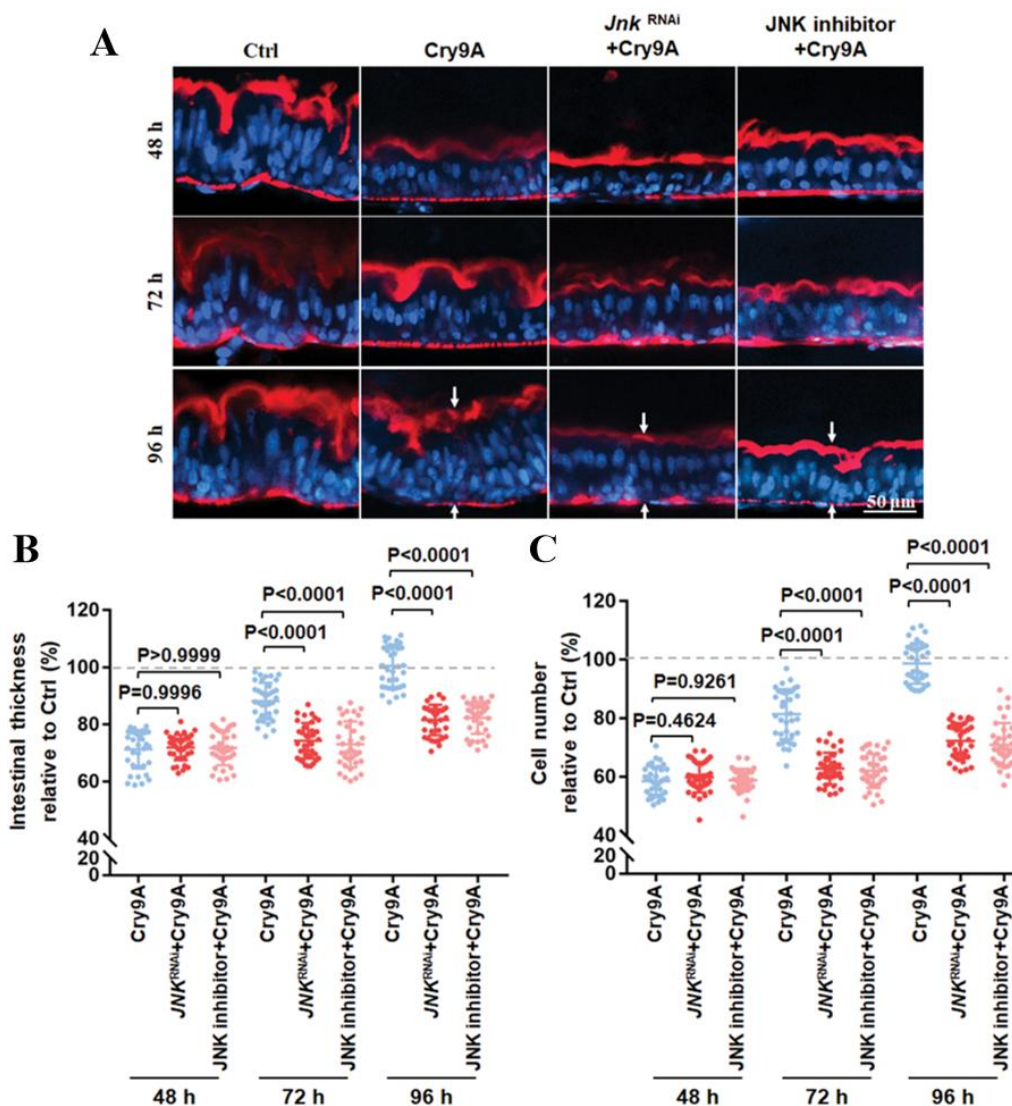 A
Ctrl
Cry9A
Jnk RNAi
+Cry9A
JNK inhibitor
+Cry9A
48 h
72 h
96 h
50 μm
B
Intestinal thickness
relative to Ctrl (%)
120
100
80
60
40
20
0
P>0.9999
P=0.9996
P<0.0001
P<0.0001
P<0.0001
P<0.0001
Cry9A
JNKRNAi+Cry9A
JNK inhibitor+Cry9A
Cry9A
JNKRNAi+Cry9A
JNK inhibitor+Cry9A
Cry9A
JNKRNAi+Cry9A
JNK inhibitor+Cry9A
48 h
72 h
96 h
C
Cell number
relative to Ctrl (%)
120
100
80
60
40
20
0
P=0.9261
P=0.4624
P<0.0001
P<0.0001
P<0.0001
P<0.0001
Cry9A
JNKRNAi+Cry9A
JNK inhibitor+Cry9A
Cry9A
JNKRNAi+Cry9A
JNK inhibitor+Cry9A
Cry9A
JNKRNAi+Cry9A
JNK inhibitor+Cry9A
48 h
72 h
96 h